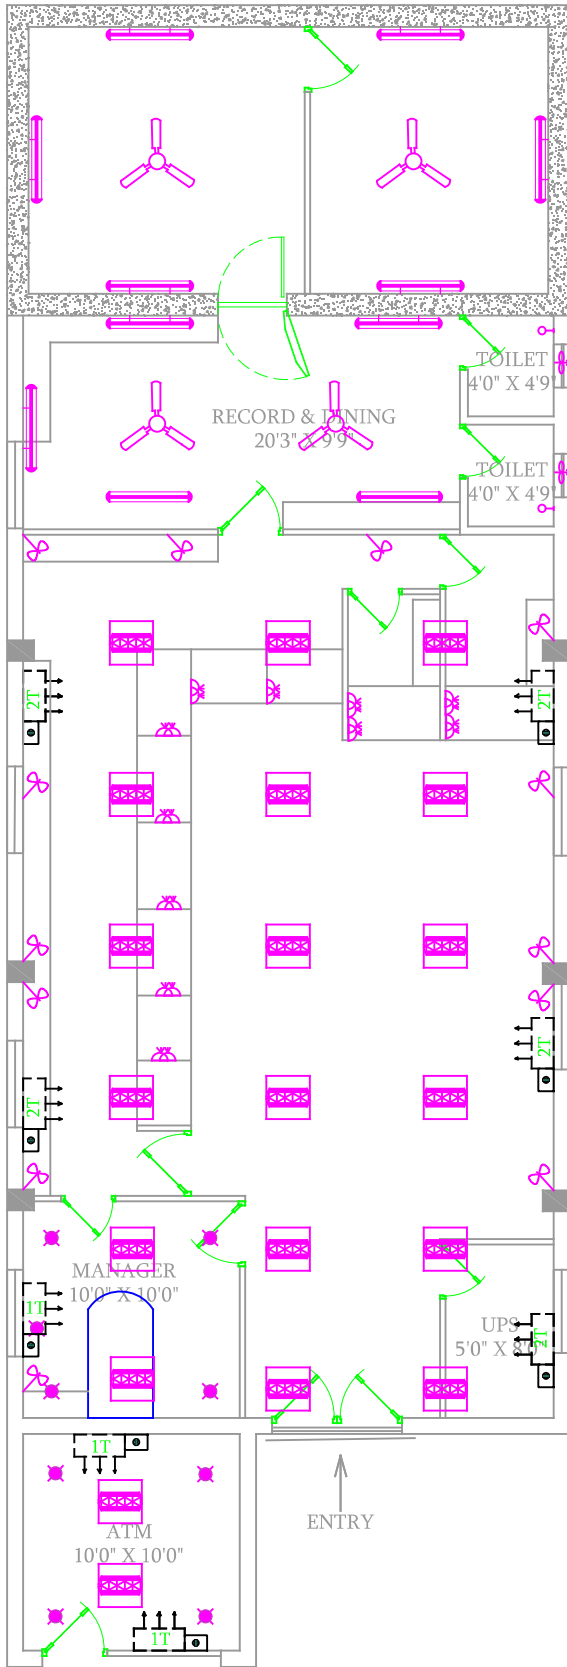 TOILET
4'0" X 4'9"
RECORD & DINING
20'3" X 9'9"
TOILET
4'0" X 4'9"
2T
2T
2T
2T
MANAGER
10'0" X 10'0"
1T
UPS
5'0" X 8'0"
2T
1T
ENTRY
ATM
10'0" X 10'0"
1T